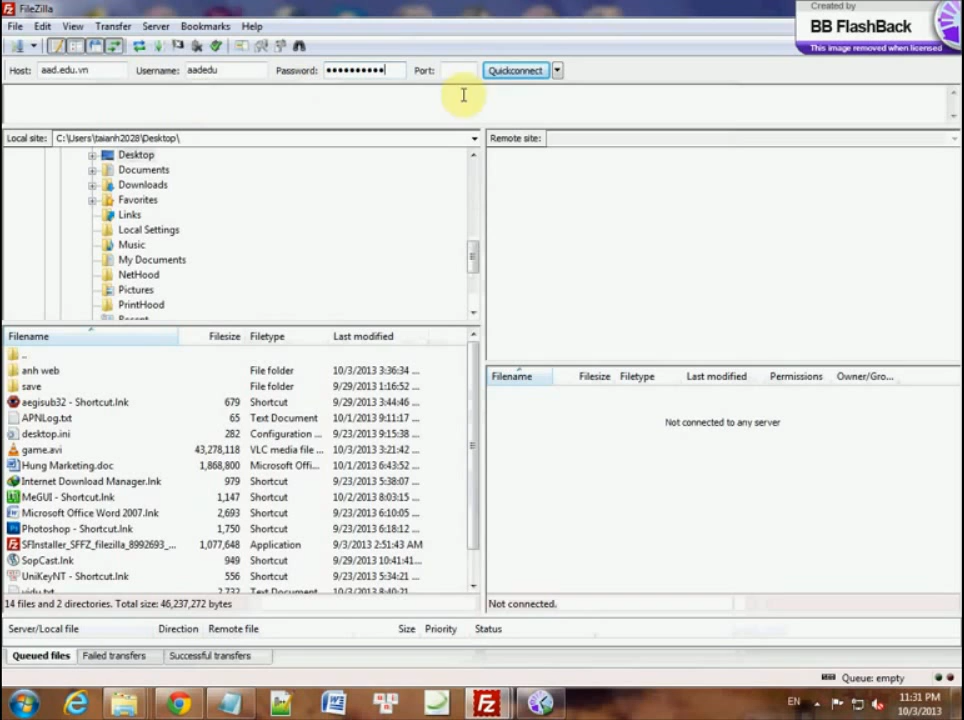 FileZilla
Created by
BB FlashBack
This image removed when licensed
File Edit View Transfer Server Bookmarks Help
Host: aad.edu.vn Username: aadedu Password: •••••••••• Port: Quickconnect
Local site: C:\Users\taianh2028\Desktop\
Remote site:
Desktop
Documents
Downloads
Favorites
Links
Local Settings
Music
My Documents
NetHood
Pictures
PrintHood
Recent
Filename Filesize Filetype Last modified
..
anh web File folder 10/3/2013 3:36:34 ...
save File folder 9/29/2013 1:16:52 ...
aegisub32 - Shortcut.lnk 679 Shortcut 9/29/2013 3:44:46 ...
APNLog.txt 65 Text Document 10/1/2013 9:11:17 ...
desktop.ini 282 Configuration ... 9/23/2013 9:15:38 ...
game.avi 43,278,118 VLC media file ... 10/3/2013 3:21:42 ...
Hung Marketing.doc 1,868,800 Microsoft Offi... 10/1/2013 6:43:52 ...
Internet Download Manager.lnk 979 Shortcut 9/23/2013 5:38:07 ...
MeGUI - Shortcut.lnk 1,147 Shortcut 10/2/2013 8:03:15 ...
Microsoft Office Word 2007.lnk 2,693 Shortcut 9/23/2013 6:10:05 ...
Photoshop - Shortcut.lnk 1,750 Shortcut 9/23/2013 6:18:12 ...
SFInstaller_SFFZ_filezilla_8992693_... 1,077,648 Application 9/3/2013 2:51:43 AM
SopCast.lnk 949 Shortcut 9/29/2013 10:41:41...
UniKeyNT - Shortcut.lnk 556 Shortcut 9/23/2013 5:34:21 ...
vidu.txt 2,732 Text Document 10/3/2013 8:40:21
14 files and 2 directories. Total size: 46,237,272 bytes
Filename Filesize Filetype Last modified Permissions Owner/Gro...
Not connected to any server
Not connected.
Server/Local file Direction Remote file Size Priority Status
Queued files Failed transfers Successful transfers
Queue: empty
EN
11:31 PM
10/3/2013